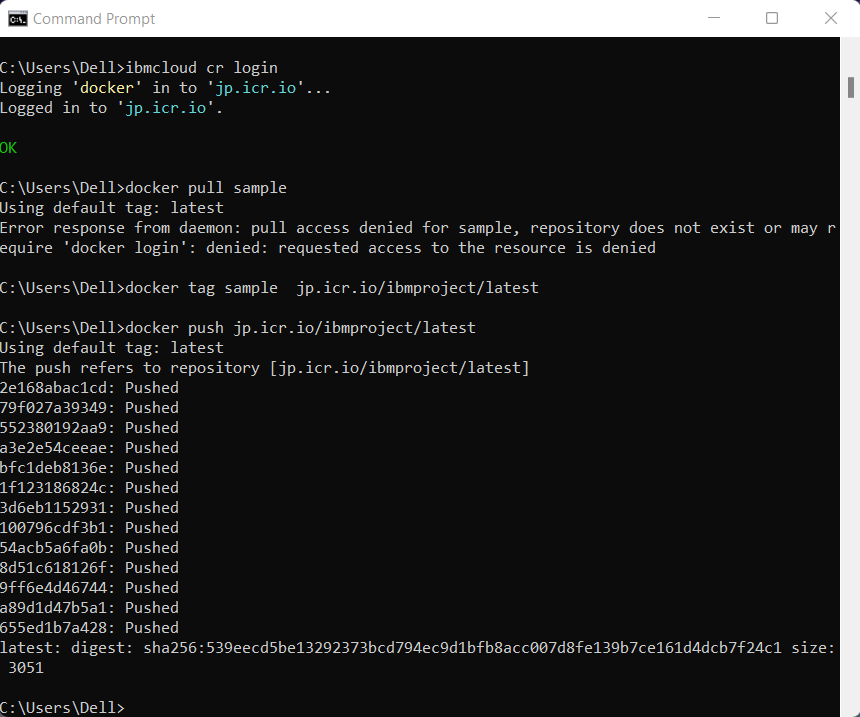 Command Prompt
C:\Users\Dell>ibmcloud cr login
Logging 'docker' in to 'jp.icr.io'...
Logged in to 'jp.icr.io'.
OK
C:\Users\Dell>docker pull sample
Using default tag: latest
Error response from daemon: pull access denied for sample, repository does not exist or may r
equire 'docker login': denied: requested access to the resource is denied
C:\Users\Dell>docker tag sample  jp.icr.io/ibmproject/latest
C:\Users\Dell>docker push jp.icr.io/ibmproject/latest
Using default tag: latest
The push refers to repository [jp.icr.io/ibmproject/latest]
2e168abac1cd: Pushed
79f027a39349: Pushed
552380192aa9: Pushed
a3e2e54ceeae: Pushed
bfc1deb8136e: Pushed
1f123186824c: Pushed
3d6eb1152931: Pushed
100796cdf3b1: Pushed
54acb5a6fa0b: Pushed
8d51c618126f: Pushed
9ff6e4d46744: Pushed
a89d1d47b5a1: Pushed
655ed1b7a428: Pushed
latest: digest: sha256:539eecd5be13292373bcd794ec9d1bfb8acc007d8fe139b7ce161d4dcb7f24c1 size:
 3051
C:\Users\Dell>